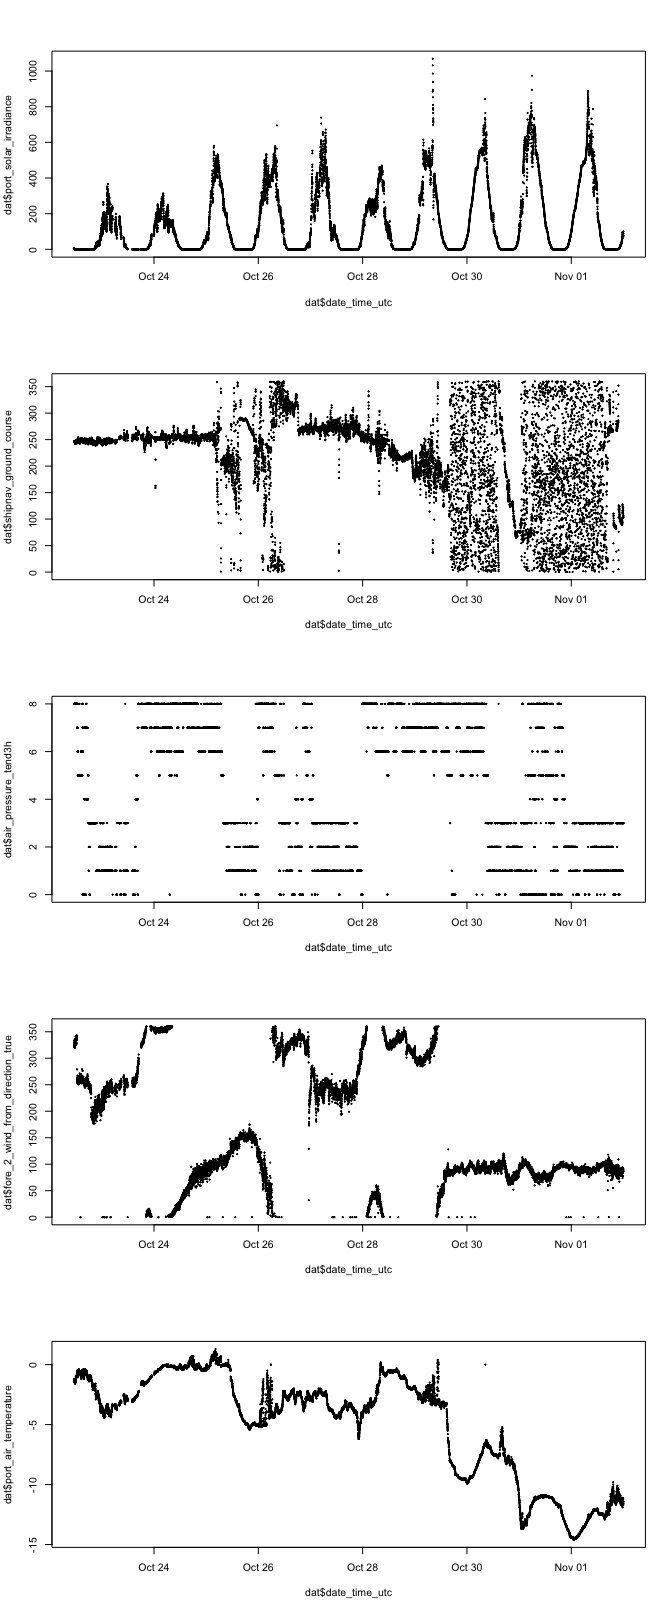 dat$port_solar_irradiance
1000
800
600
400
200
0
Oct 24 Oct 26 Oct 28 Oct 30 Nov 01
dat$date_time_utc
dat$shipnav_ground_course
350
300
250
200
150
100
50
0
Oct 24 Oct 26 Oct 28 Oct 30 Nov 01
dat$date_time_utc
dat$air_pressure_tend3h
8
6
4
2
0
Oct 24 Oct 26 Oct 28 Oct 30 Nov 01
dat$date_time_utc
dat$fore_2_wind_from_direction_true
350
300
250
200
150
100
50
0
Oct 24 Oct 26 Oct 28 Oct 30 Nov 01
dat$date_time_utc
dat$port_air_temperature
0
-5
-10
-15
Oct 24 Oct 26 Oct 28 Oct 30 Nov 01
dat$date_time_utc